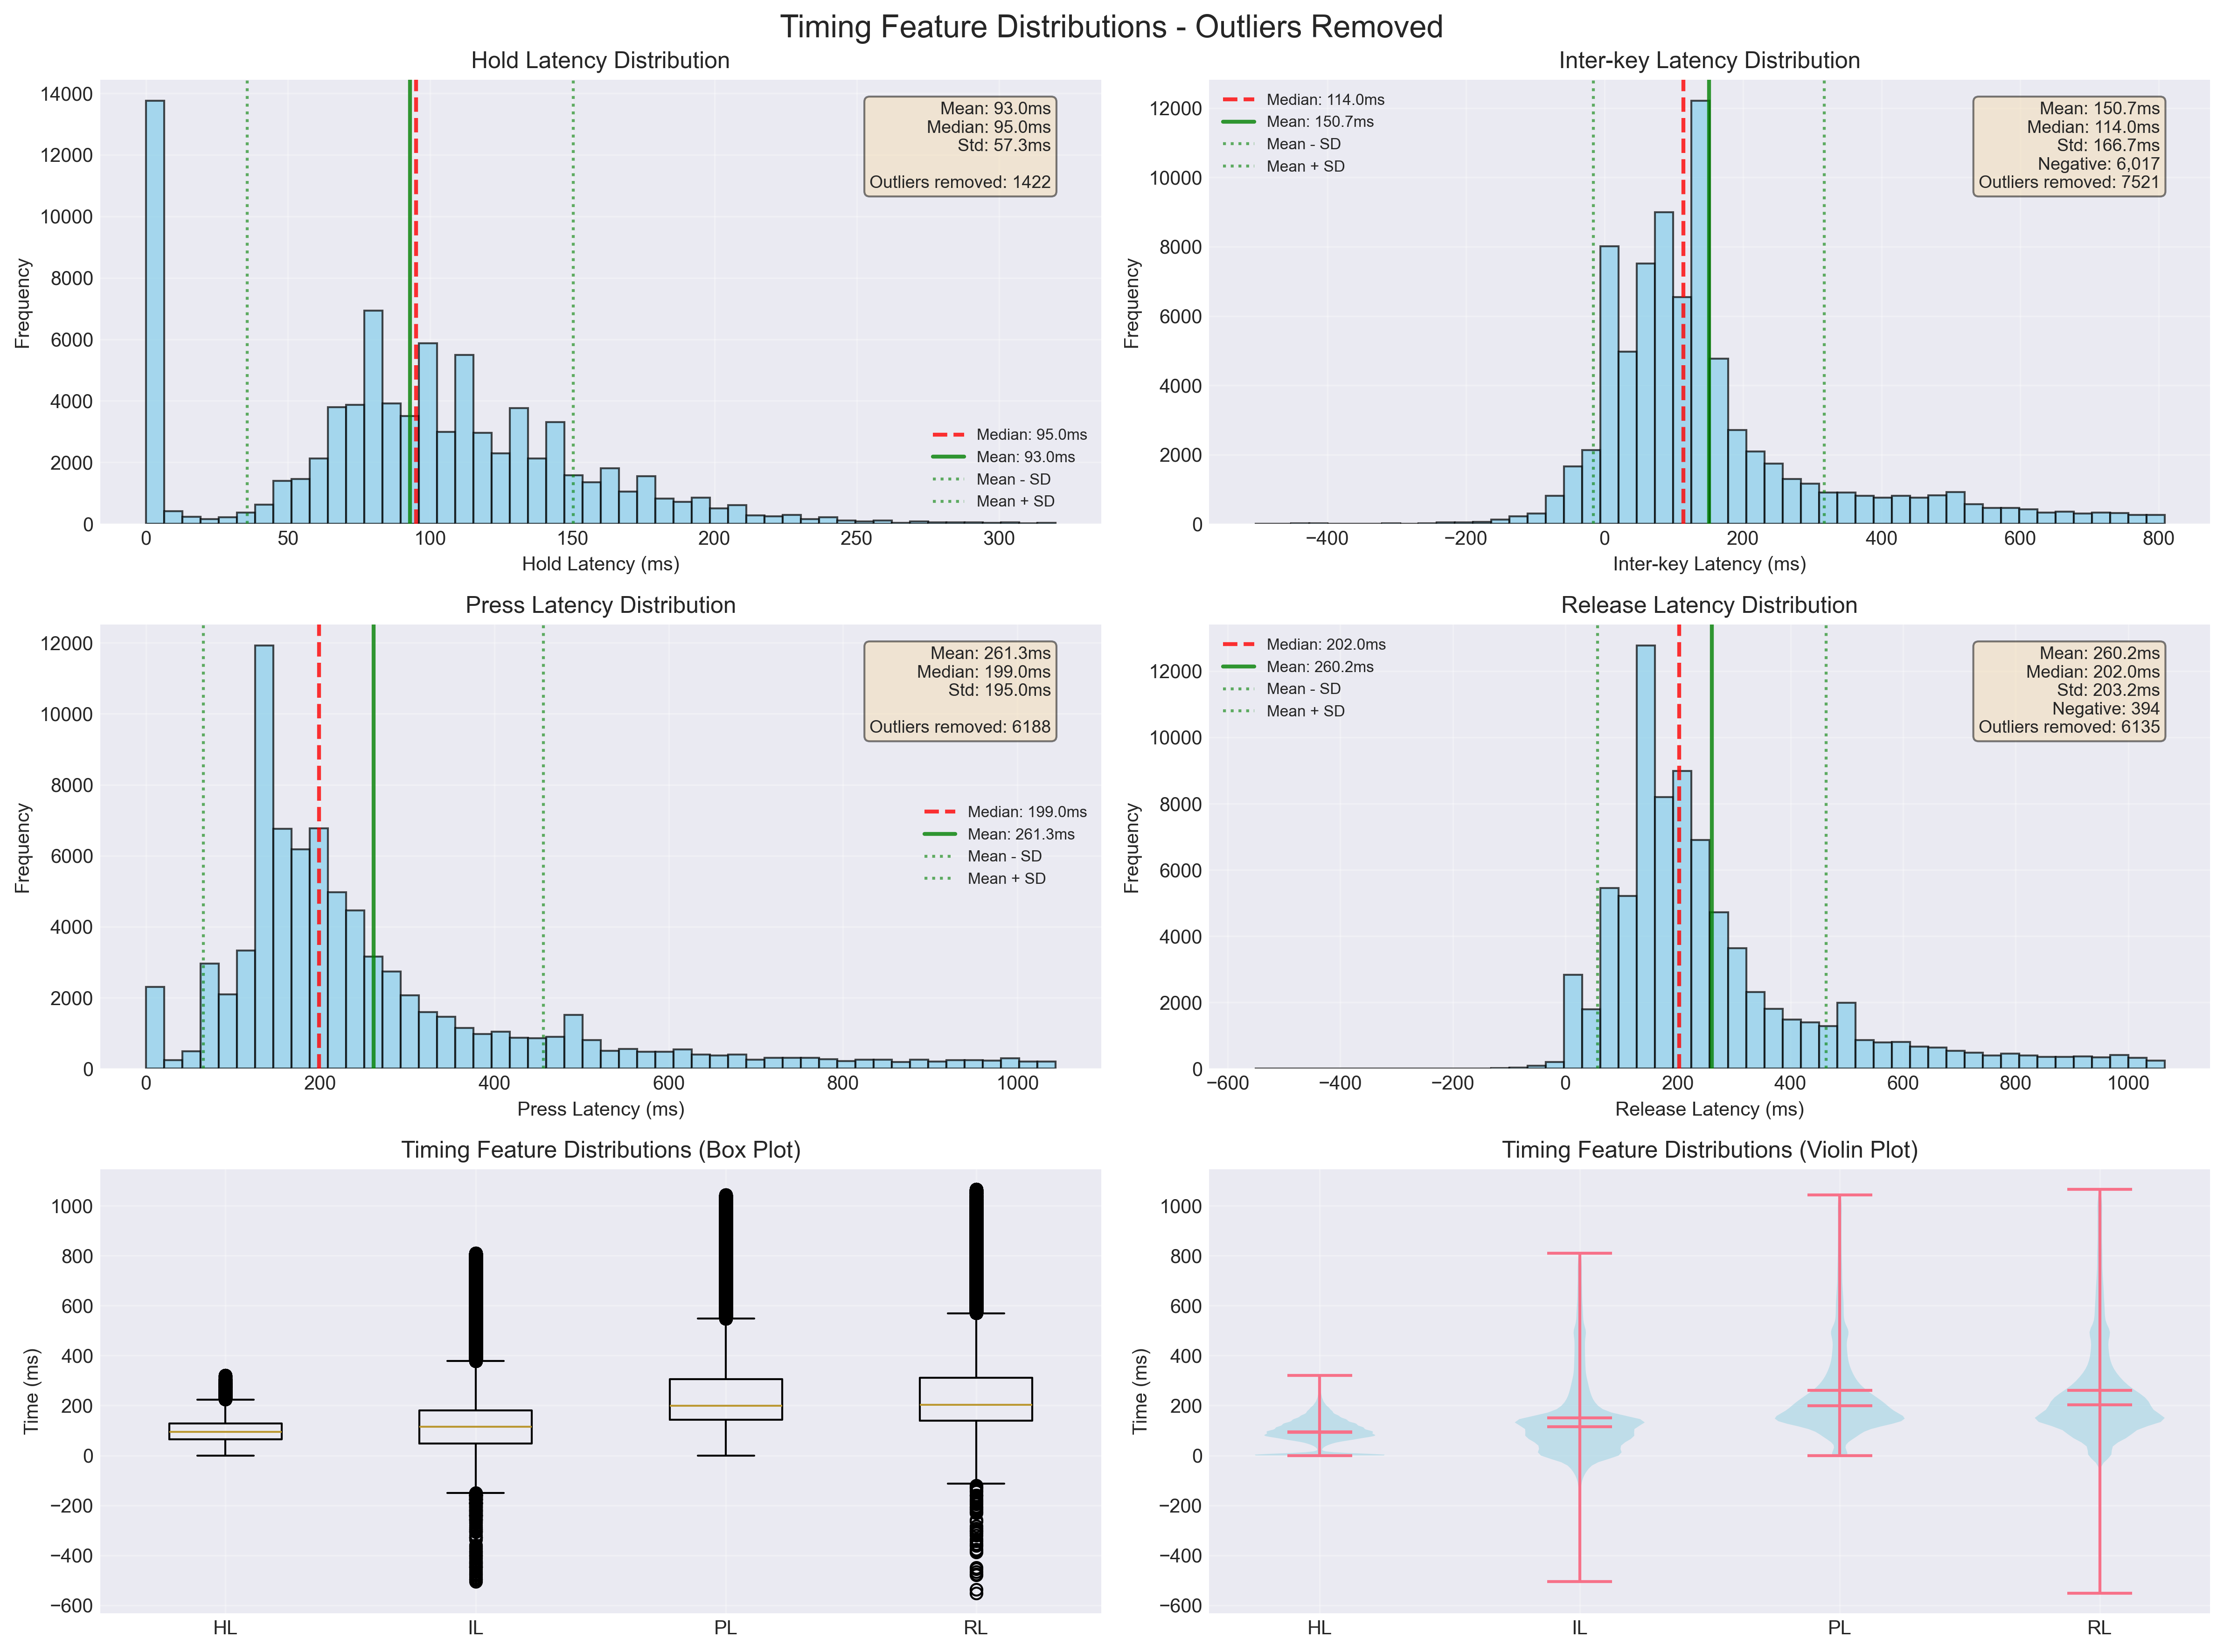 Timing Feature Distributions - Outliers Removed
Hold Latency Distribution
Frequency
14000
12000
10000
8000
6000
4000
2000
0
Mean: 93.0ms
Median: 95.0ms
Std: 57.3ms
Outliers removed: 1422
Median: 95.0ms
Mean: 93.0ms
Mean - SD
Mean + SD
0 50 100 150 200 250 300
Hold Latency (ms)
Inter-key Latency Distribution
Frequency
12000
10000
8000
6000
4000
2000
0
Median: 114.0ms
Mean: 150.7ms
Mean - SD
Mean + SD
Mean: 150.7ms
Median: 114.0ms
Std: 166.7ms
Negative: 6,017
Outliers removed: 7521
−400 −200 0 200 400 600 800
Inter-key Latency (ms)
Press Latency Distribution
Frequency
12000
10000
8000
6000
4000
2000
0
Mean: 261.3ms
Median: 199.0ms
Std: 195.0ms
Outliers removed: 6188
Median: 199.0ms
Mean: 261.3ms
Mean - SD
Mean + SD
0 200 400 600 800 1000
Press Latency (ms)
Release Latency Distribution
Frequency
12000
10000
8000
6000
4000
2000
0
Median: 202.0ms
Mean: 260.2ms
Mean - SD
Mean + SD
Mean: 260.2ms
Median: 202.0ms
Std: 203.2ms
Negative: 394
Outliers removed: 6135
−600 −400 −200 0 200 400 600 800 1000
Release Latency (ms)
Timing Feature Distributions (Box Plot)
Time (ms)
1000
800
600
400
200
0
−200
−400
−600
HL IL PL RL
Timing Feature Distributions (Violin Plot)
Time (ms)
1000
800
600
400
200
0
−200
−400
−600
HL IL PL RL